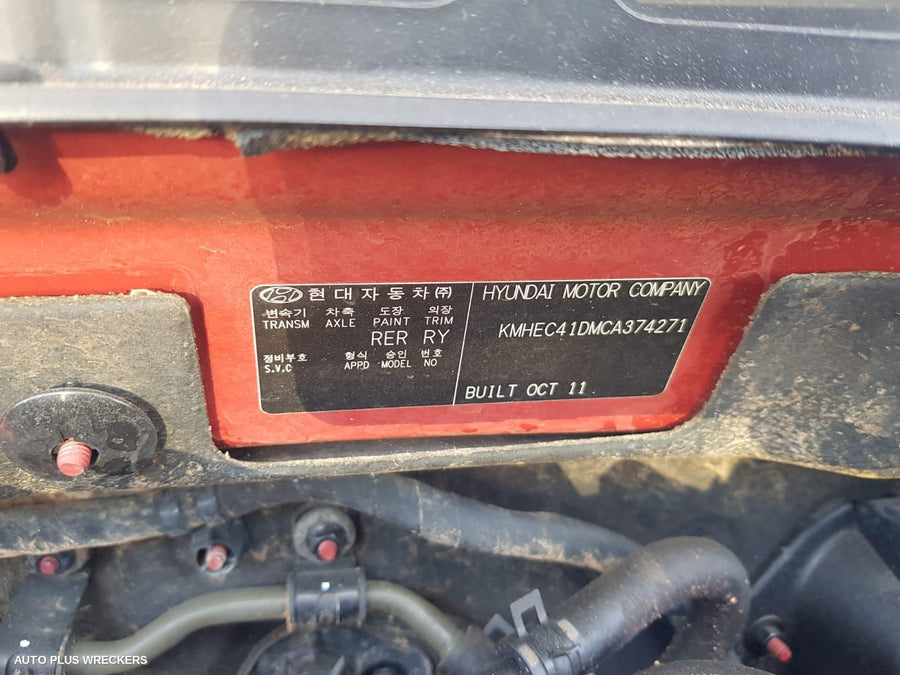 현대자동차(주)
변속기 차축 도장 의장
TRANSM AXLE PAINT TRIM
RER RY
정비부호 형식 승인 번호
S.V.C APPD MODEL NO
HYUNDAI MOTOR COMPANY
KMHEC41DMCA374271
BUILT OCT 11
AUTO PLUS WRECKERS